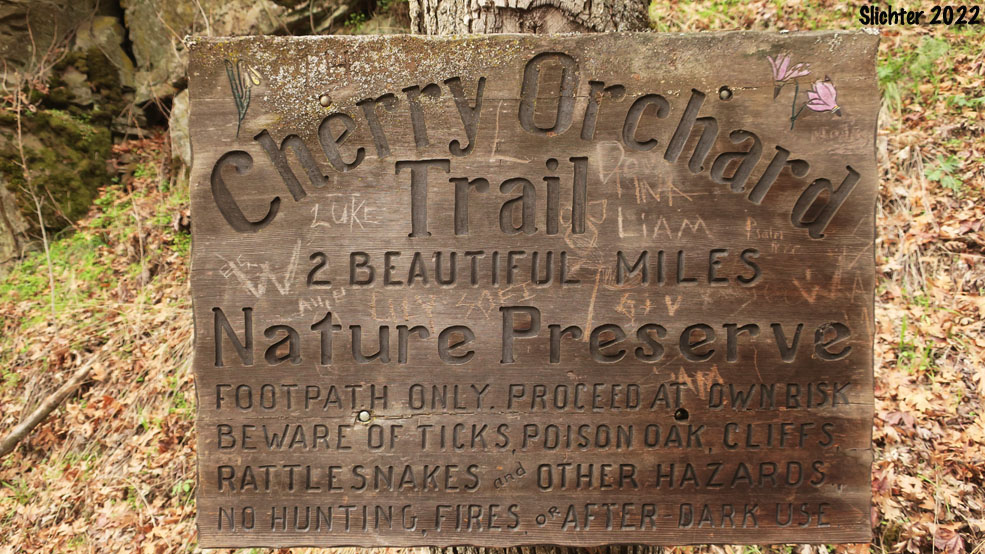 Slichter 2022
Cherry Orchard
Trail
LUKE
LIAM
2 BEAUTIFUL MILES
Nature Preserve
FOOTPATH ONLY. PROCEED AT OWN RISK
BEWARE OF TICKS, POISON OAK, CLIFFS,
RATTLESNAKES and OTHER HAZARDS.
NO HUNTING, FIRES, OR AFTER-DARK USE